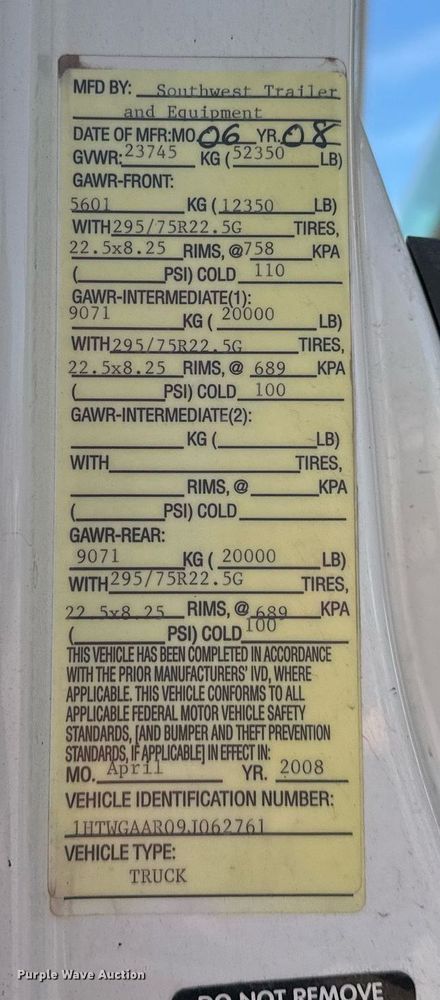 MFD BY: Southwest Trailer
and Equipment
DATE OF MFR:MO 06 YR. 08
GVWR: 23745 KG ( 52350 LB)
GAWR-FRONT:
5601 KG ( 12350 LB)
WITH 295/75R22.5G TIRES,
22.5x8.25 RIMS, @ 758 KPA
( PSI) COLD 110
GAWR-INTERMEDIATE(1):
9071 KG ( 20000 LB)
WITH 295/75R22.5G TIRES,
22.5x8.25 RIMS, @ 689 KPA
( PSI) COLD 100
GAWR-INTERMEDIATE(2):
KG ( LB)
WITH TIRES,
RIMS, @ KPA
( PSI) COLD
GAWR-REAR:
9071 KG ( 20000 LB)
WITH 295/75R22.5G TIRES,
22.5x8.25 RIMS, @ 689 KPA
( PSI) COLD 100
THIS VEHICLE HAS BEEN COMPLETED IN ACCORDANCE
WITH THE PRIOR MANUFACTURERS' IVD, WHERE
APPLICABLE. THIS VEHICLE CONFORMS TO ALL
APPLICABLE FEDERAL MOTOR VEHICLE SAFETY
STANDARDS, [AND BUMPER AND THEFT PREVENTION
STANDARDS, IF APPLICABLE] IN EFFECT IN:
MO. April YR. 2008
VEHICLE IDENTIFICATION NUMBER:
1HTWGAAR09J062761
VEHICLE TYPE:
TRUCK
DO NOT REMOVE
Purple Wave Auction